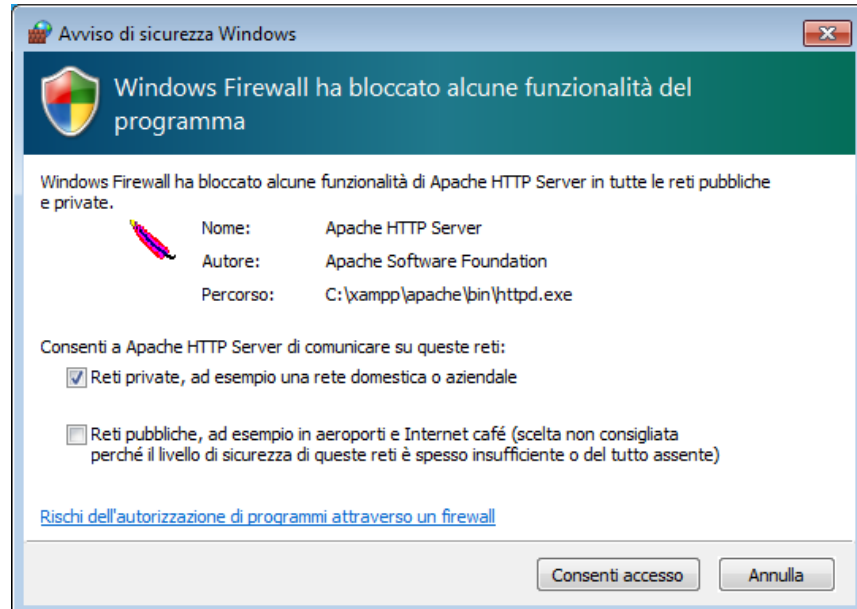 Avviso di sicurezza Windows
Windows Firewall ha bloccato alcune funzionalità del
programma
Windows Firewall ha bloccato alcune funzionalità di Apache HTTP Server in tutte le reti pubbliche
e private.
Nome: Apache HTTP Server
Autore: Apache Software Foundation
Percorso: C:\xampp\apache\bin\httpd.exe
Consenti a Apache HTTP Server di comunicare su queste reti:
Reti private, ad esempio una rete domestica o aziendale
Reti pubbliche, ad esempio in aeroporti e Internet café (scelta non consigliata
perché il livello di sicurezza di queste reti è spesso insufficiente o del tutto assente)
Rischi dell'autorizzazione di programmi attraverso un firewall
Consenti accesso Annulla